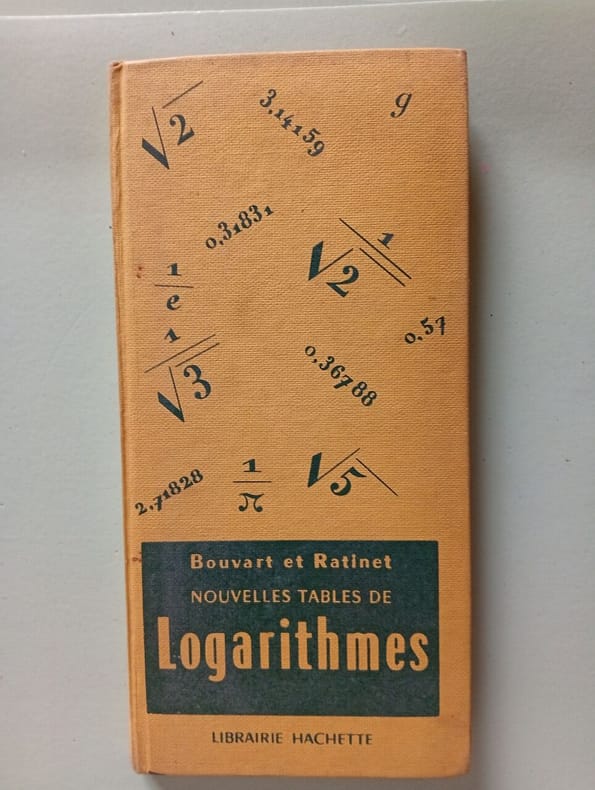 √2
3,14159
g
0,31831
1/√2
1/e
0,57
1/√3
0,36788
2,71828
1/π
√5
Bouvart et Ratinet
NOUVELLES TABLES DE
Logarithmes
LIBRAIRIE HACHETTE